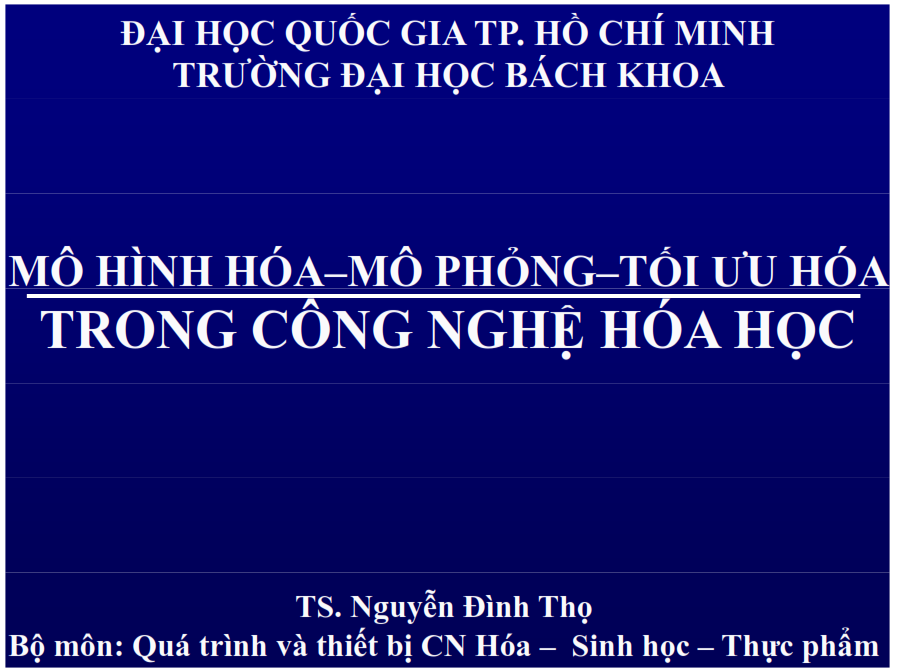 ĐẠI HỌC QUỐC GIA TP. HỒ CHÍ MINH
TRƯỜNG ĐẠI HỌC BÁCH KHOA
MÔ HÌNH HÓA–MÔ PHỎNG–TỐI ƯU HÓA
TRONG CÔNG NGHỆ HÓA HỌC
TS. Nguyễn Đình Thọ
Bộ môn: Quá trình và thiết bị CN Hóa – Sinh học – Thực phẩm